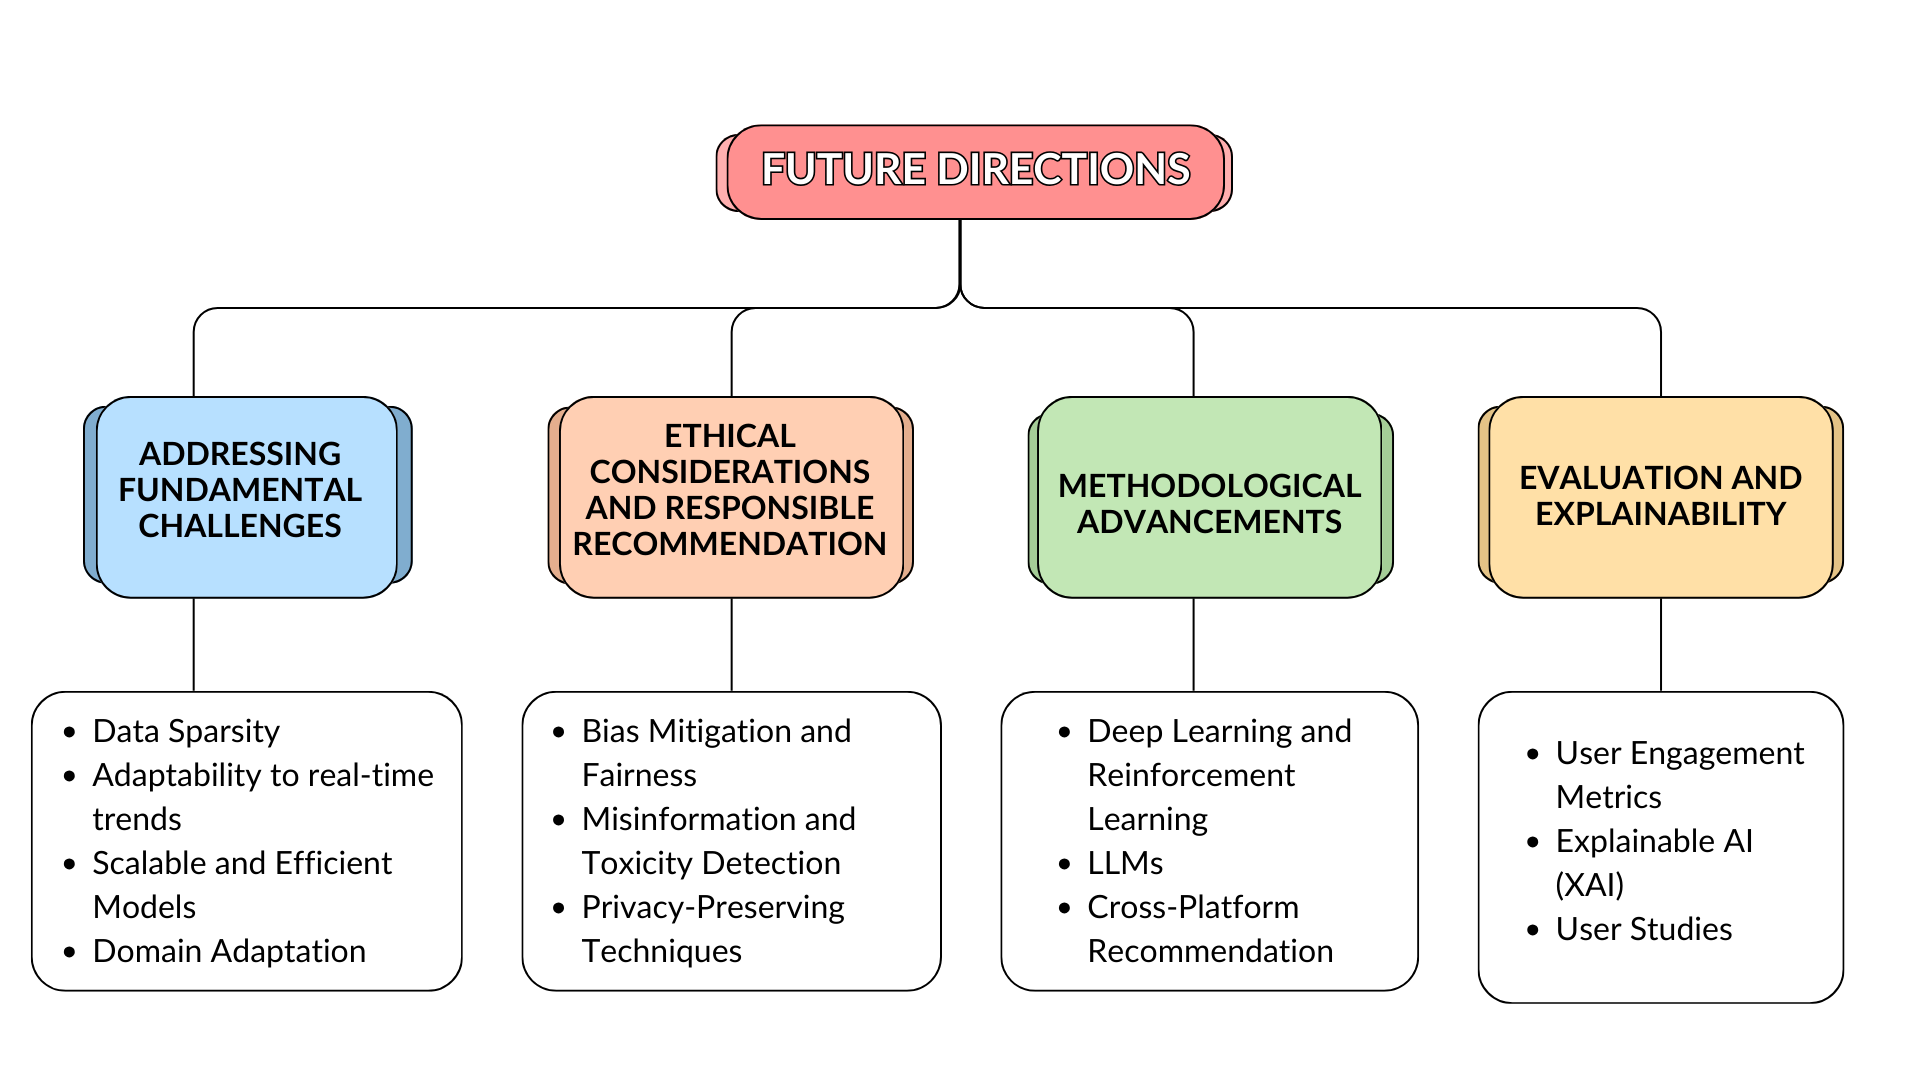 FUTURE DIRECTIONS
ADDRESSING
FUNDAMENTAL
CHALLENGES
ETHICAL
CONSIDERATIONS
AND RESPONSIBLE
RECOMMENDATION
METHODOLOGICAL
ADVANCEMENTS
EVALUATION AND
EXPLAINABILITY
• Data Sparsity
• Adaptability to real-time
trends
• Scalable and Efficient
Models
• Domain Adaptation
• Bias Mitigation and
Fairness
• Misinformation and
Toxicity Detection
• Privacy-Preserving
Techniques
• Deep Learning and
Reinforcement
Learning
• LLMs
• Cross-Platform
Recommendation
• User Engagement
Metrics
• Explainable AI
(XAI)
• User Studies